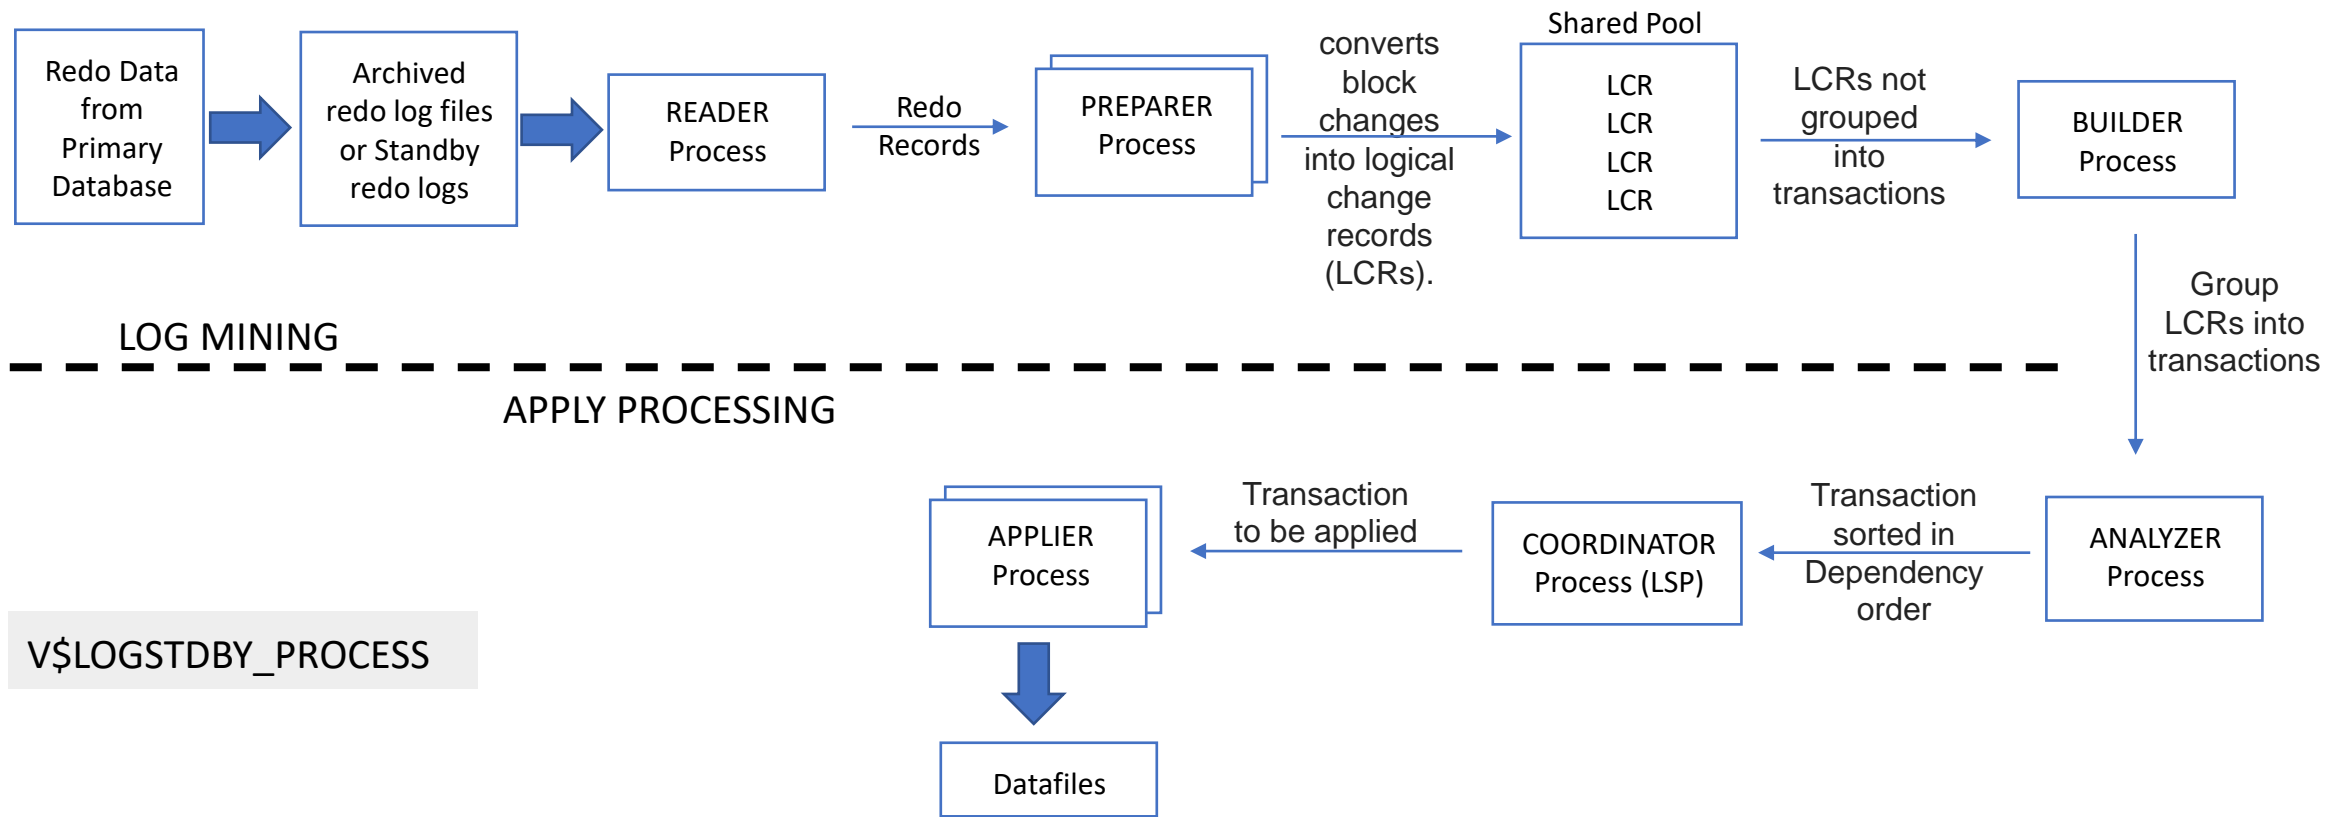 Redo Data
from
Primary
Database
Archived
redo log files
or Standby
redo logs
READER
Process
Redo
Records
PREPARER
Process
converts
block
changes
into logical
change
records
(LCRs).
Shared Pool
LCR
LCR
LCR
LCR
LCRs not
grouped
into
transactions
BUILDER
Process
Group
LCRs into
transactions
LOG MINING
APPLY PROCESSING
ANALYZER
Process
Transaction
sorted in
Dependency
order
COORDINATOR
Process (LSP)
Transaction
to be applied
APPLIER
Process
Datafiles
V$LOGSTDBY_PROCESS